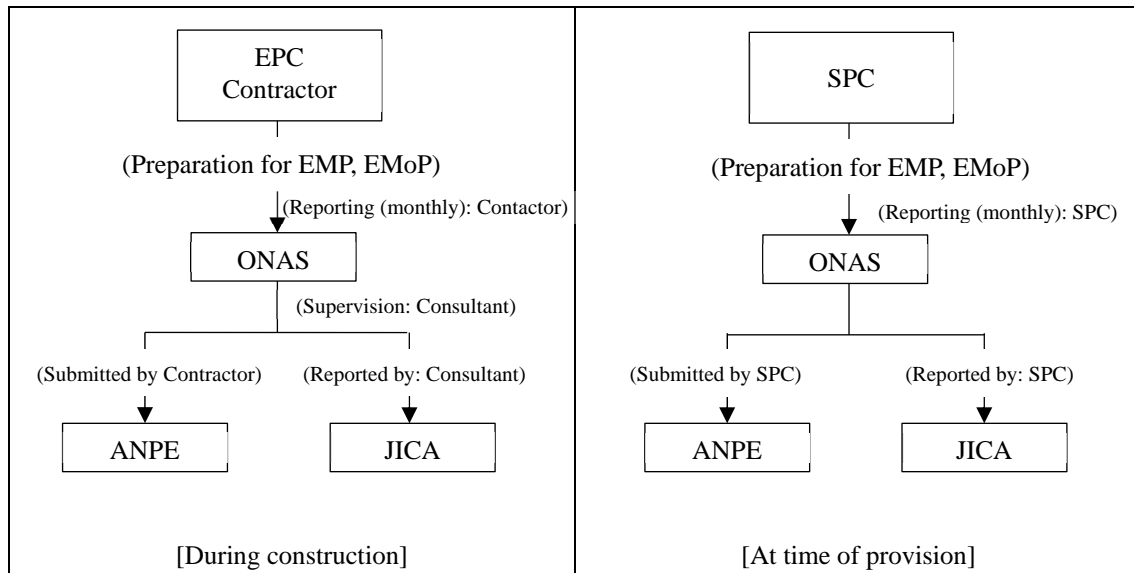 EPC
Contractor
(Preparation for EMP, EMoP)
(Reporting (monthly): Contactor)
ONAS
(Supervision: Consultant)
(Submitted by Contractor)
(Reported by: Consultant)
ANPE
JICA
[During construction]
SPC
(Preparation for EMP, EMoP)
(Reporting (monthly): SPC)
ONAS
(Submitted by SPC)
(Reported by: SPC)
ANPE
JICA
[At time of provision]